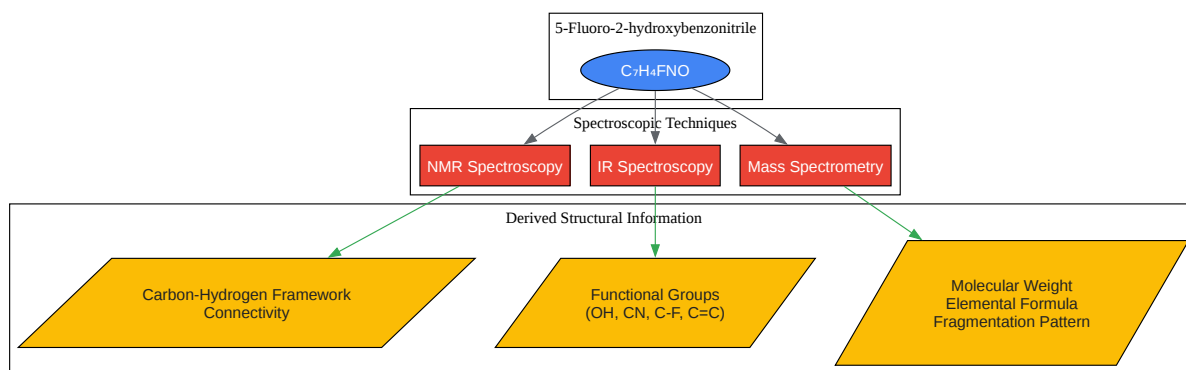 5-Fluoro-2-hydroxybenzonitrile
C₇H₄FNO
Spectroscopic Techniques
NMR Spectroscopy
IR Spectroscopy
Mass Spectrometry
Derived Structural Information
Carbon-Hydrogen Framework
Connectivity
Functional Groups
(OH, CN, C-F, C=C)
Molecular Weight
Elemental Formula
Fragmentation Pattern